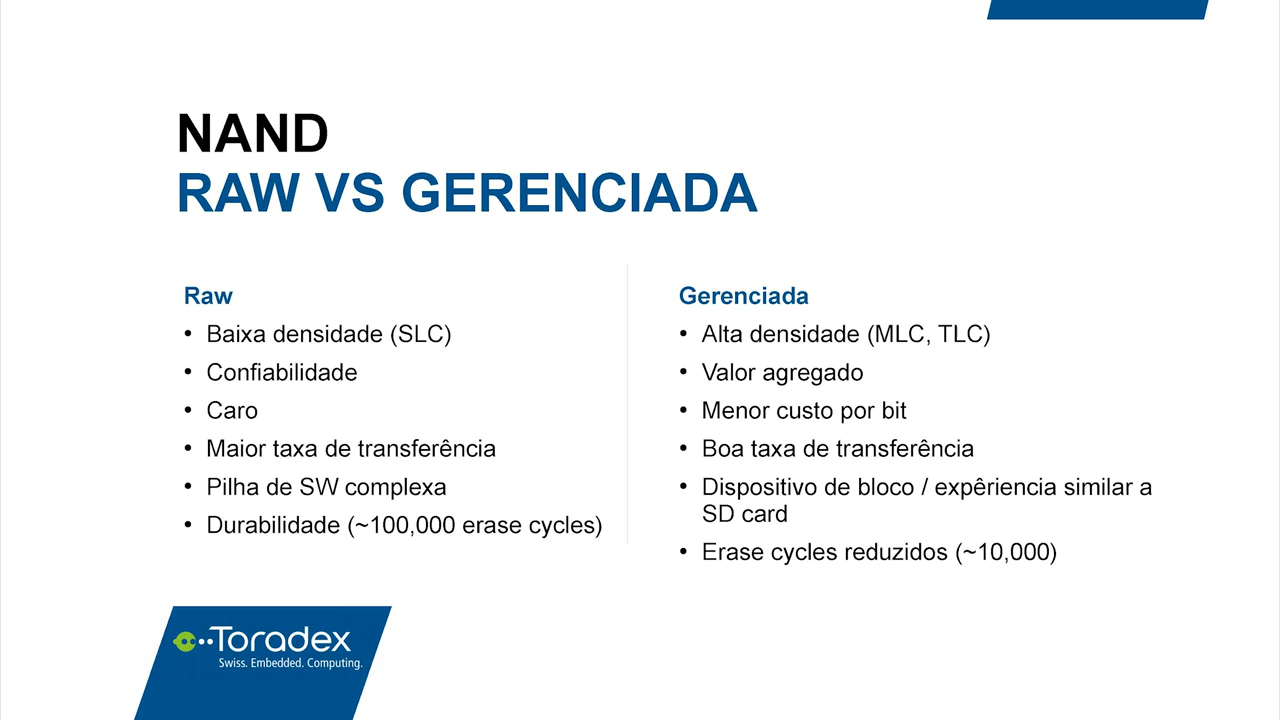 NAND
RAW VS GERENCIADA
Raw
• Baixa densidade (SLC)
• Confiabilidade
• Caro
• Maior taxa de transferência
• Pilha de SW complexa
• Durabilidade (~100,000 erase cycles)
Gerenciada
• Alta densidade (MLC, TLC)
• Valor agregado
• Menor custo por bit
• Boa taxa de transferência
• Dispositivo de bloco / expêriencia similar a
SD card
• Erase cycles reduzidos (~10,000)
Toradex
Swiss. Embedded. Computing.